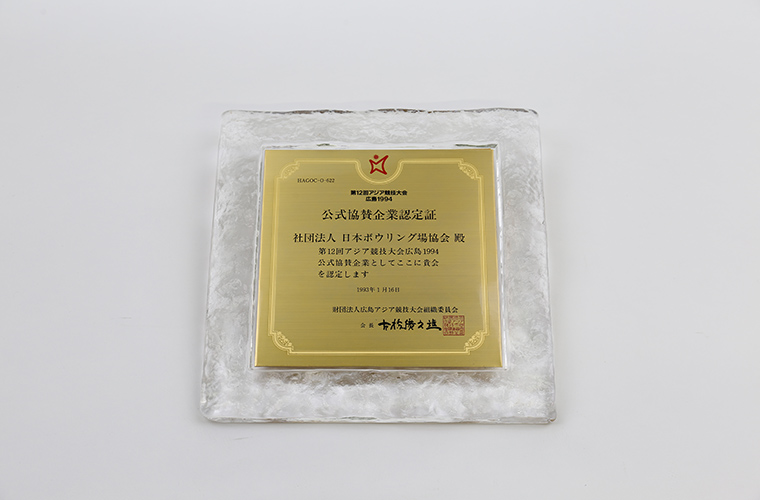 HAGOC-O-622
第12回アジア競技大会
広島1994
公式協賛企業認定証
社団法人 日本ボウリング場協会 殿
第12回アジア競技大会広島1994
公式協賛企業としてここに貴会
を認定します
1993年1月16日
財団法人広島アジア競技大会組織委員会
会長